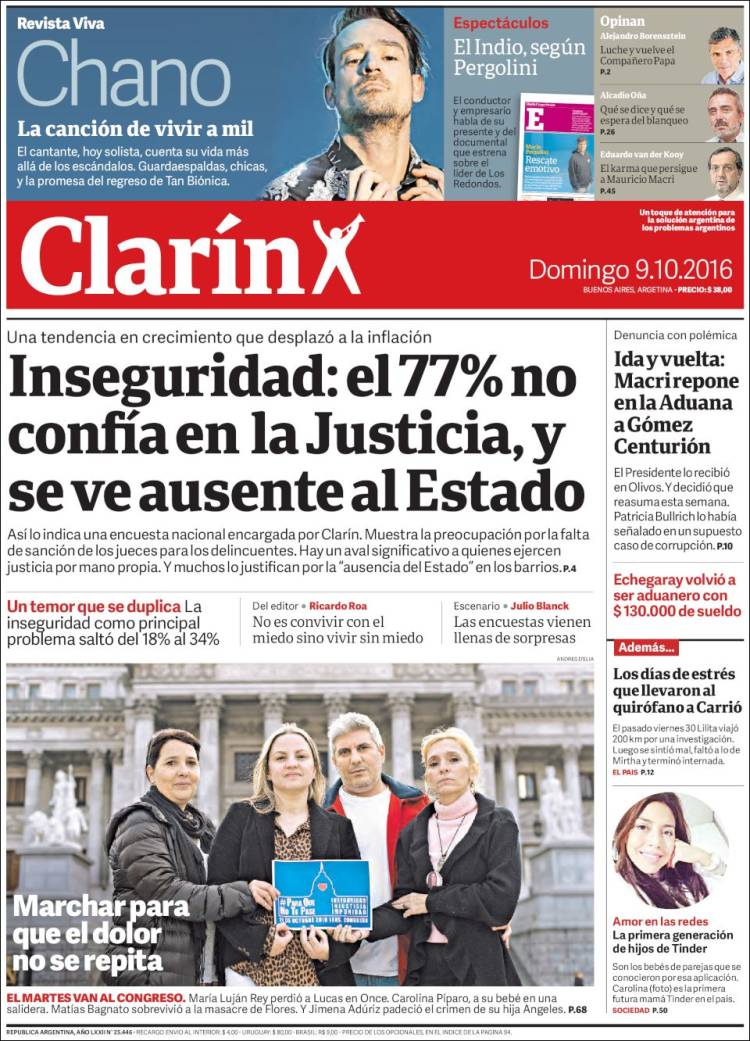 Revista Viva
Chano
La canción de vivir a mil
El cantante, hoy solista, cuenta su vida más
allá de los escándalos. Guardaespaldas, chicas,
y la promesa del regreso de Tan Biónica.
Espectáculos
El Indio, según
Pergolini
El conductor
y empresario
habla de su
presente y del
documental
que estrena
sobre el
líder de Los
Redondos.
E
Mario
Pergolini
Rescate
emotivo
Opinan
Alejandro Borensztein
Luche y vuelve el
Compañero Papa
P.2
Alcadio Oña
Qué se dice y qué se
espera del blanqueo
P.26
Eduardo van der Kooy
El karma que persigue
a Mauricio Macri
P.45
Clarín
Un toque de atención para
la solución argentina de
los problemas argentinos
Domingo 9.10.2016
BUENOS AIRES, ARGETINA - PRECIO: $ 38,00
Una tendencia en crecimiento que desplazó a la inflación
Inseguridad: el 77% no
confía en la Justicia, y
se ve ausente al Estado
Así lo indica una encuesta nacional encargada por Clarín. Muestra la preocupación por la falta
de sanción de los jueces para los delincuentes. Hay un aval significativo a quienes ejercen
justicia por mano propia. Y muchos lo justifican por la “ausencia del Estado” en los barrios. P.4
Un temor que se duplica La
inseguridad como principal
problema saltó del 18% al 34%
Del editor • Ricardo Roa
No es convivir con el
miedo sino vivir sin miedo
Escenario • Julio Blanck
Las encuestas vienen
llenas de sorpresas
ANDRES D'ELIA
#PARA QUE
NO TE PASE
INSEGURIDAD
INJUSTICIA
IMPUNIDAD
Marchar para
que el dolor
no se repita
EL MARTES VAN AL CONGRESO. María Luján Rey perdió a Lucas en Once. Carolina Píparo, a su bebé en una
salidera. Matías Bagnato sobrevivió a la masacre de Flores. Y Jimena Adúriz padeció el crimen de su hija Angeles. P.68
Denuncia con polémica
Ida y vuelta:
Macri repone
en la Aduana
a Gómez
Centurión
El Presidente lo recibió
en Olivos. Y decidió que
reasuma esta semana.
Patricia Bullrich lo había
señalado en un supuesto
caso de corrupción. P.10
Echegaray volvió a
ser aduanero con
$ 130.000 de sueldo
Además...
Los días de estrés
que llevaron al
quirófano a Carrió
El pasado viernes 30 Lilita viajó
200 km por una investigación.
Luego se sintió mal, faltó a lo de
Mirtha y terminó internada.
EL PAIS P.12
Amor en las redes
La primera generación
de hijos de Tinder
Son los bebés de parejas que se
conocieron por esa aplicación.
Carolina (foto) es la primera
futura mamá Tinder en el país.
SOCIEDAD P.50
REPUBLICA ARGENTINA, AÑO LXXII N° 25.446 - RECARGO ENVIO AL INTERIOR: $ 4,00 - URUGUAY: $ 80,00 - BRASIL, R$ 9,00 - PRECIO DE LOS OPCIONALES, EN EL INDICE DE LA PAGINA 94.